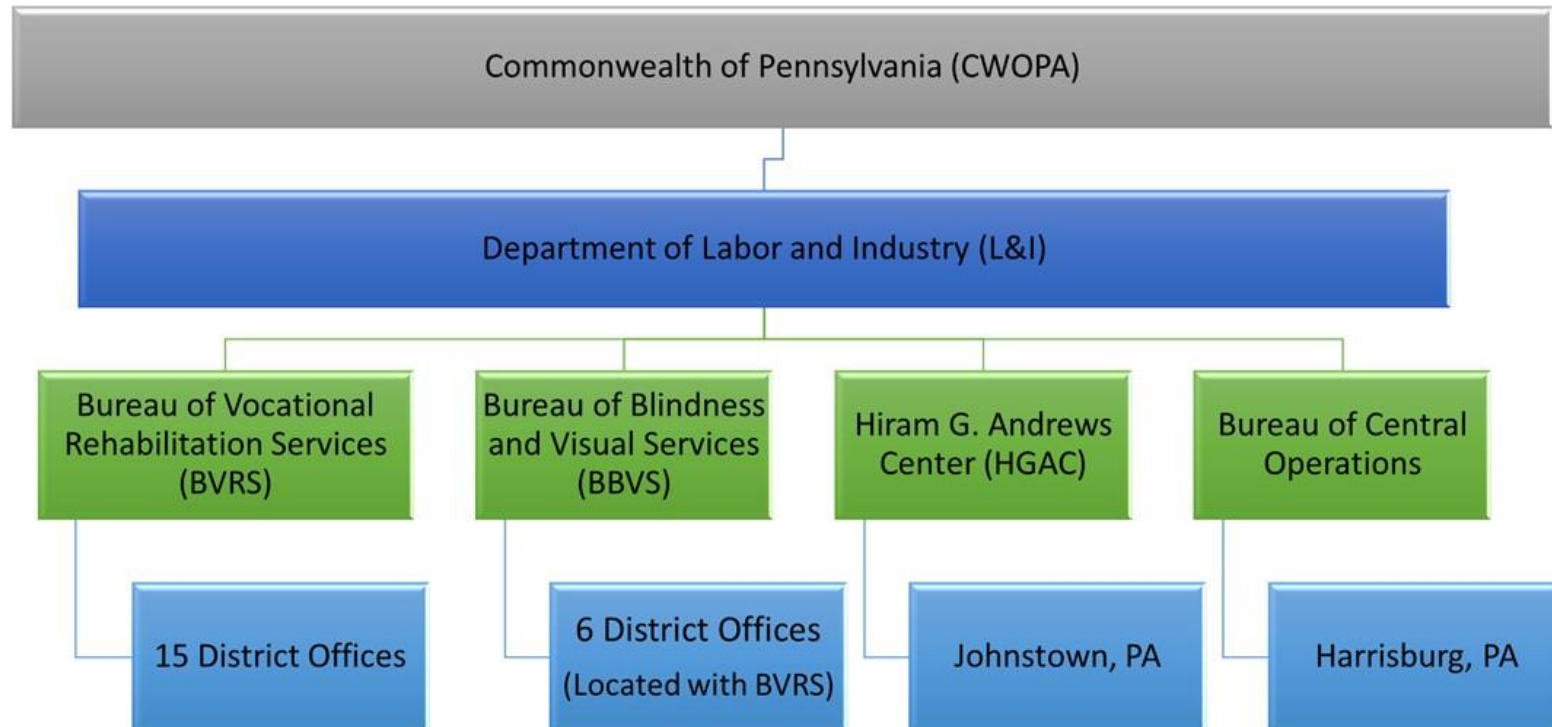 Commonwealth of Pennsylvania (CWOPA)
Department of Labor and Industry (L&I)
Bureau of Vocational
Rehabilitation Services
(BVRS)
Bureau of Blindness
and Visual Services
(BBVS)
Hiram G. Andrews
Center (HGAC)
Bureau of Central
Operations
15 District Offices
6 District Offices
(Located with BVRS)
Johnstown, PA
Harrisburg, PA